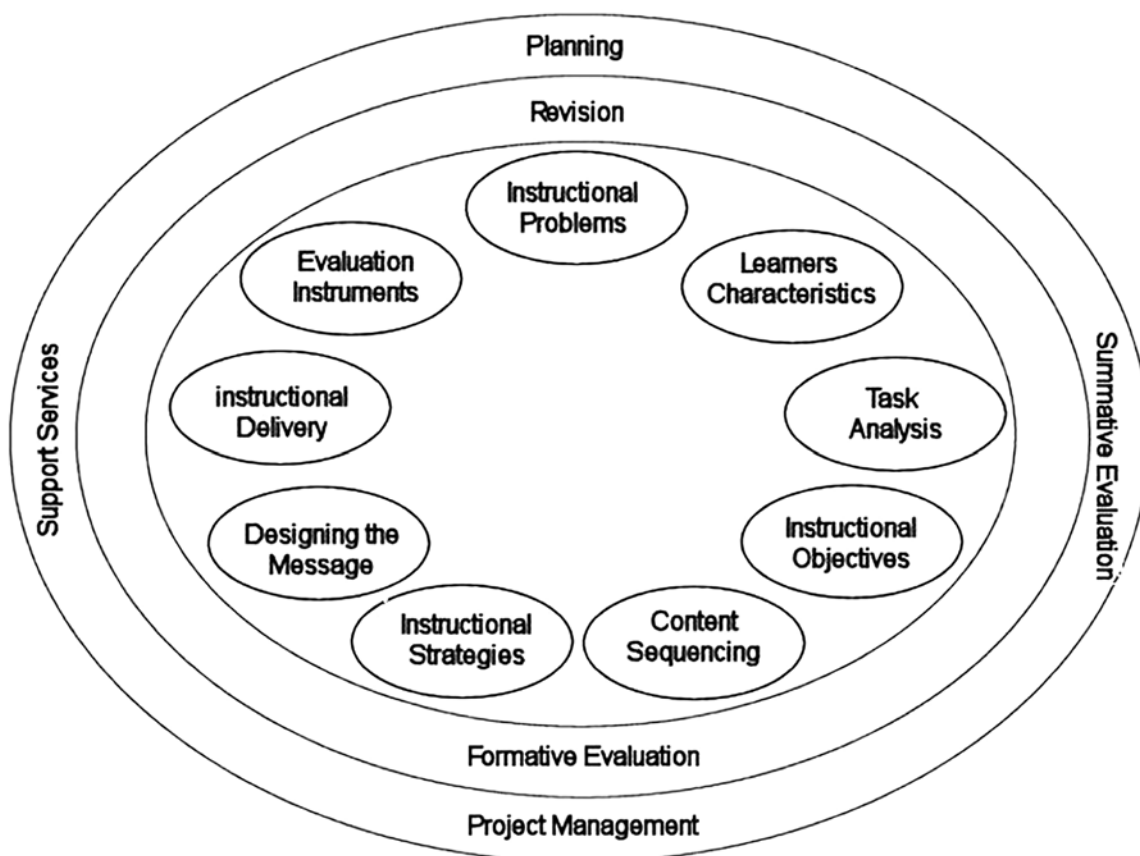 Planning
Revision
Instructional
Problems
Evaluation
Instruments
Learners
Characteristics
instructional
Delivery
Task
Analysis
Support Services
Summative Evaluation
Designing the
Message
Instructional
Objectives
Instructional
Strategies
Content
Sequencing
Formative Evaluation
Project Management